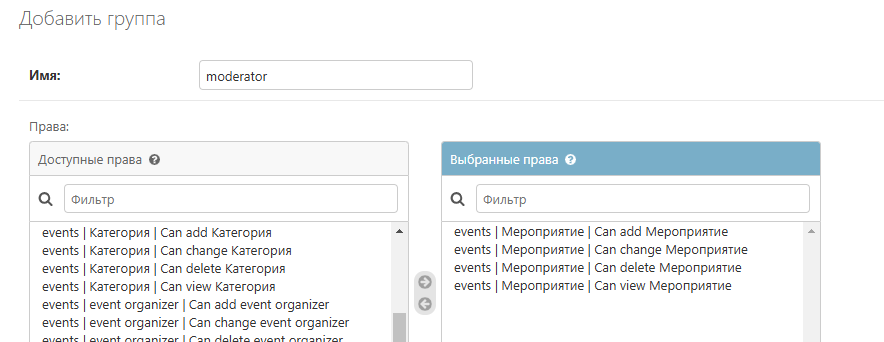 Добавить группа
Имя:
moderator
Права:
Доступные права
Фильтр
events | Категория | Can add Категория
events | Категория | Can change Категория
events | Категория | Can delete Категория
events | Категория | Can view Категория
events | event organizer | Can add event organizer
events | event organizer | Can change event organizer
events | event organizer | Can delete event organizer
Выбранные права
Фильтр
events | Мероприятие | Can add Мероприятие
events | Мероприятие | Can change Мероприятие
events | Мероприятие | Can delete Мероприятие
events | Мероприятие | Can view Мероприятие